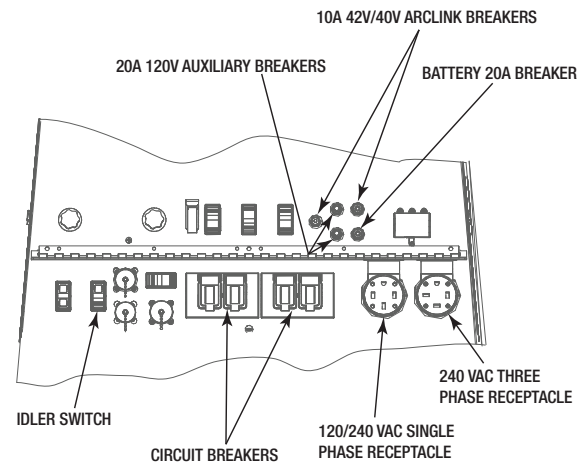 10A 42V/40V ARCLINK BREAKERS
20A 120V AUXILIARY BREAKERS
BATTERY 20A BREAKER
IDLER SWITCH
CIRCUIT BREAKERS
120/240 VAC SINGLE
PHASE RECEPTACLE
240 VAC THREE
PHASE RECEPTACLE